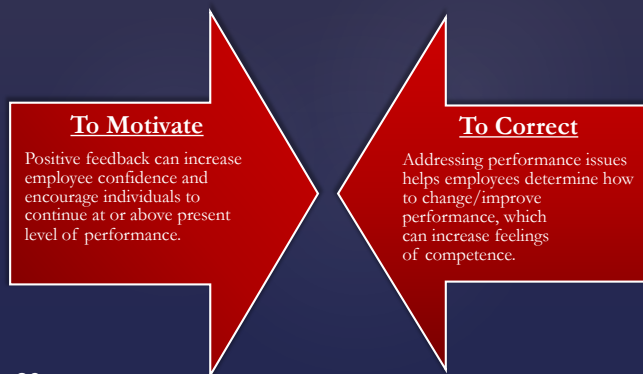 To Motivate
Positive feedback can increase
employee confidence and
encourage individuals to
continue at or above present
level of performance.
To Correct
Addressing performance issues
helps employees determine how
to change/improve
performance, which
can increase feelings
of competence.